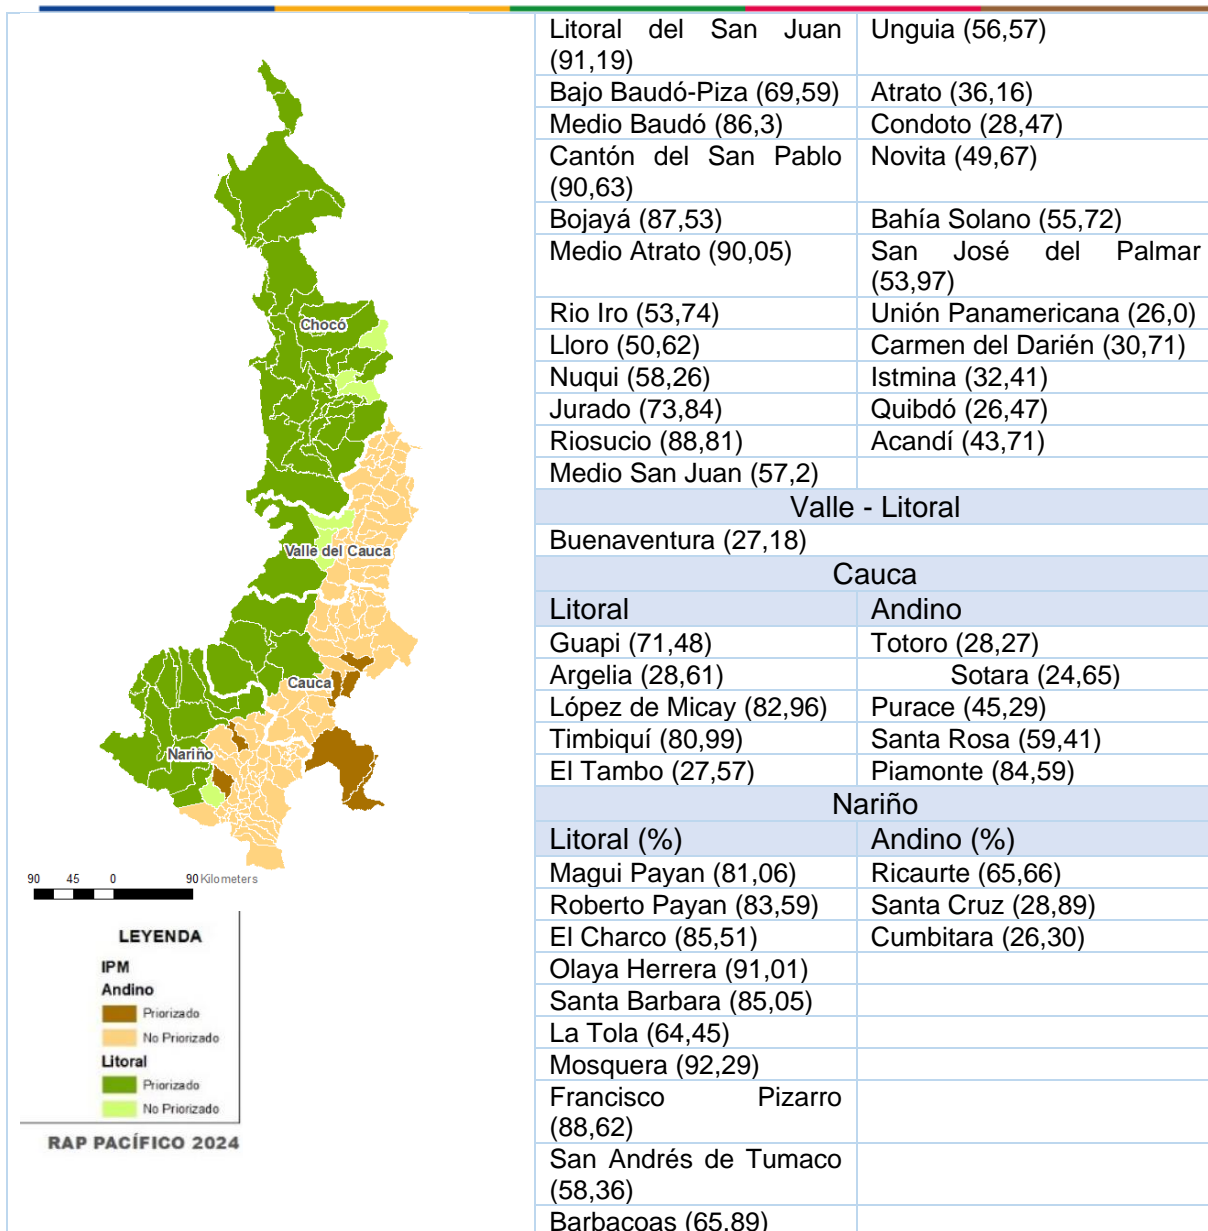 Chocó
Valle del Cauca
Cauca
Nariño
90 45 0 90 Kilometers
LEYENDA
IPM
Andino
Priorizado
No Priorizado
Litoral
Priorizado
No Priorizado
RAP PACÍFICO 2024
Litoral del San Juan
(91,19)
Unguia (56,57)
Bajo Baudó-Piza (69,59)
Atrato (36,16)
Medio Baudó (86,3)
Condoto (28,47)
Cantón del San Pablo
(90,63)
Novita (49,67)
Bojayá (87,53)
Bahía Solano (55,72)
Medio Atrato (90,05)
San José del Palmar
(53,97)
Rio Iro (53,74)
Unión Panamericana (26,0)
Lloro (50,62)
Carmen del Darién (30,71)
Nuqui (58,26)
Istmina (32,41)
Jurado (73,84)
Quibdó (26,47)
Riosucio (88,81)
Acandí (43,71)
Medio San Juan (57,2)
Valle - Litoral
Buenaventura (27,18)
Cauca
Litoral
Andino
Guapi (71,48)
Totoro (28,27)
Argelia (28,61)
Sotara (24,65)
López de Micay (82,96)
Purace (45,29)
Timbiquí (80,99)
Santa Rosa (59,41)
El Tambo (27,57)
Piamonte (84,59)
Nariño
Litoral (%)
Andino (%)
Magui Payan (81,06)
Ricaurte (65,66)
Roberto Payan (83,59)
Santa Cruz (28,89)
El Charco (85,51)
Cumbitara (26,30)
Olaya Herrera (91,01)
Santa Barbara (85,05)
La Tola (64,45)
Mosquera (92,29)
Francisco Pizarro
(88,62)
San Andrés de Tumaco
(58,36)
Barbacoas (65,89)